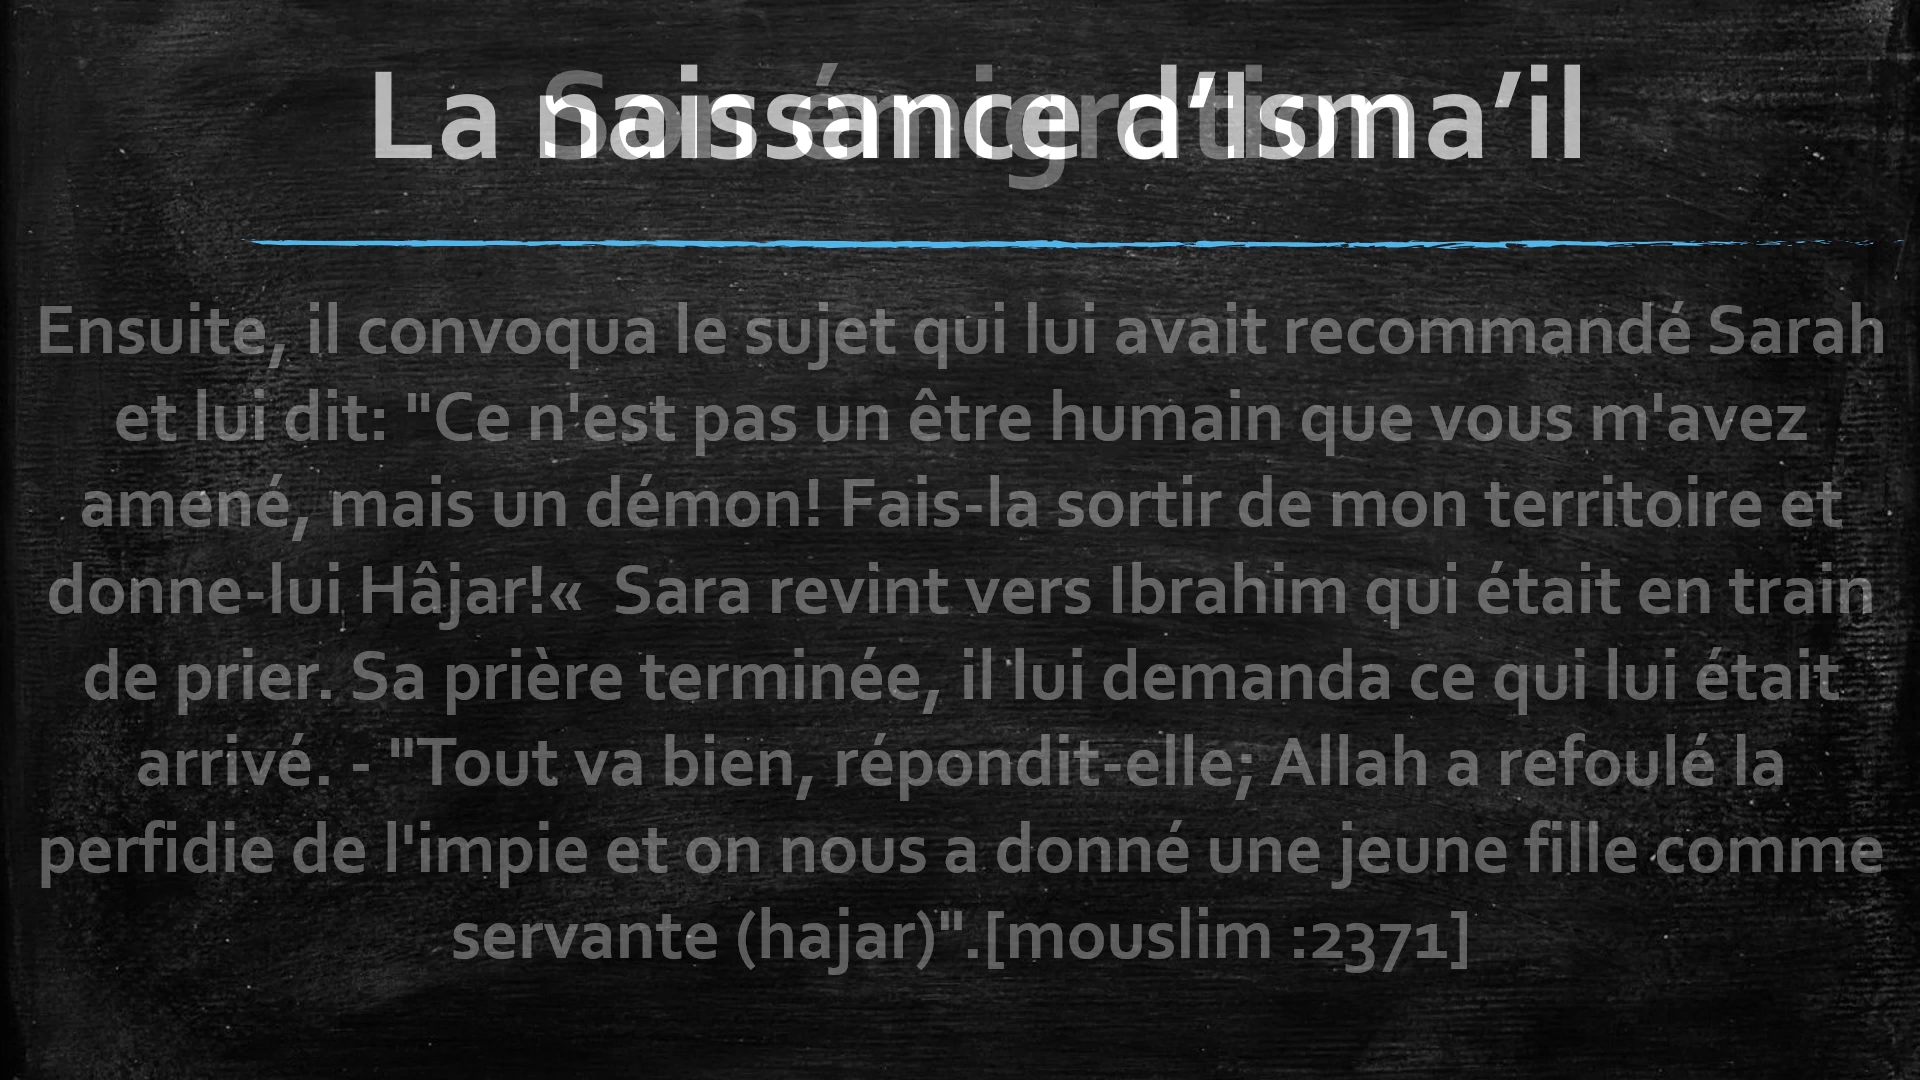 La naissance d’Isma’il
Son émigration
Ensuite, il convoqua le sujet qui lui avait recommandé Sarah
et lui dit: "Ce n'est pas un être humain que vous m'avez
amené, mais un démon! Fais-la sortir de mon territoire et
donne-lui Hâjar!«  Sara revint vers Ibrahim qui était en train
de prier. Sa prière terminée, il lui demanda ce qui lui était
arrivé. - "Tout va bien, répondit-elle; Allah a refoulé la
perfidie de l'impie et on nous a donné une jeune fille comme
servante (hajar)".[mouslim :2371]